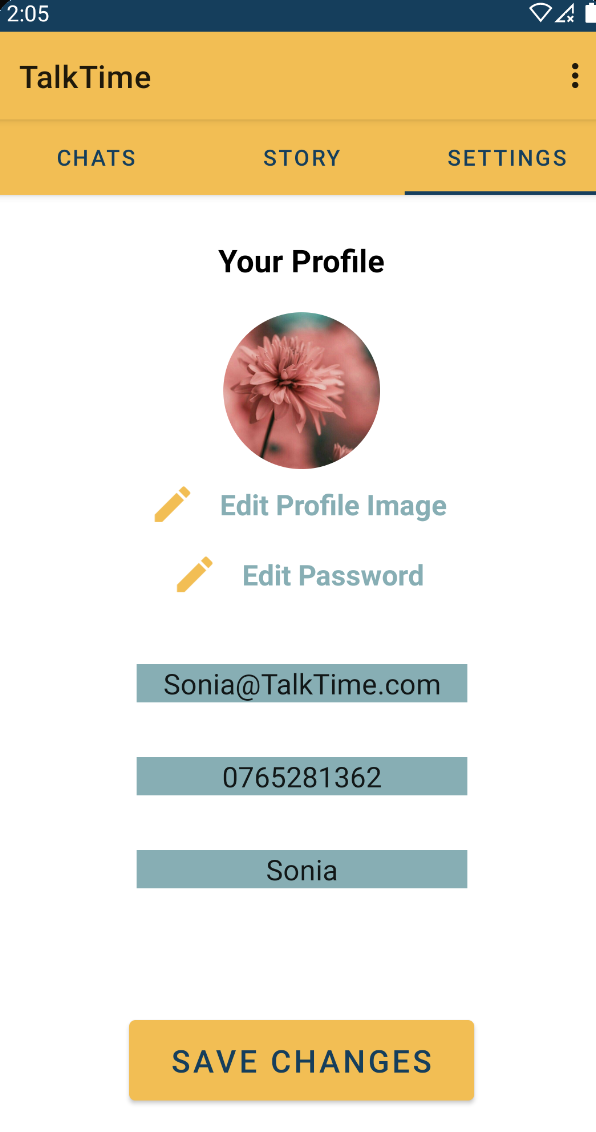 2:05
TalkTime
CHATS STORY SETTINGS
Your Profile
Edit Profile Image
Edit Password
Sonia@TalkTime.com
0765281362
Sonia
SAVE CHANGES